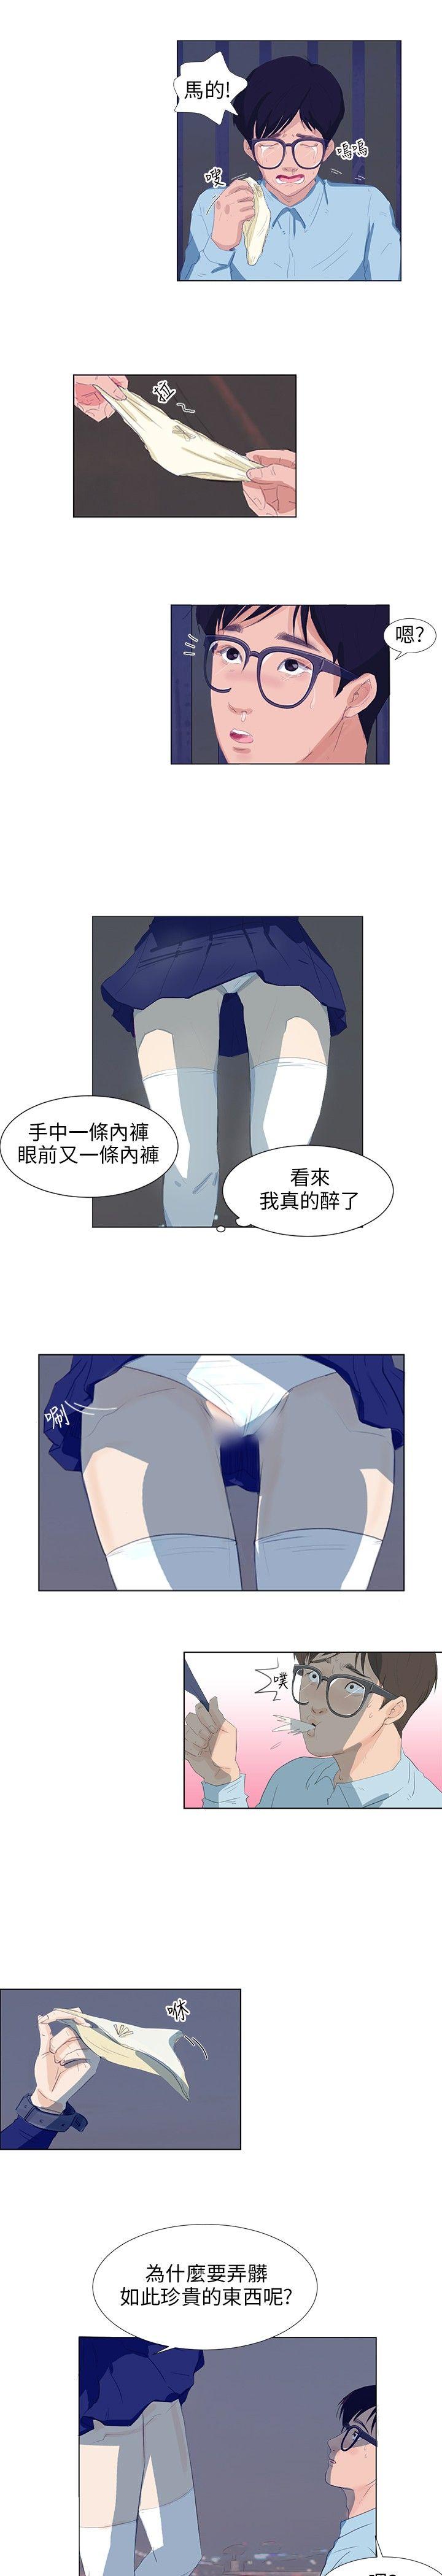 馬的!
嗚嗚
嗖
拉
嗯?
手中一條內褲
眼前又一條內褲
看來
我真的醉了
唰
噗
咻
為什麼要弄髒
如此珍貴的東西呢?